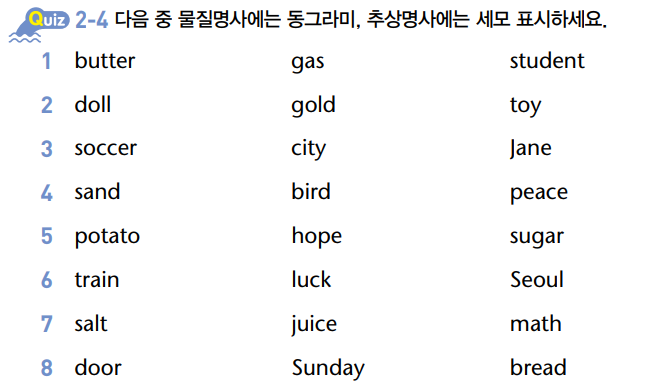 Quiz 2-4 다음 중 물질명사에는 동그라미, 추상명사에는 세모 표시하세요.
1 butter gas student
2 doll gold toy
3 soccer city Jane
4 sand bird peace
5 potato hope sugar
6 train luck Seoul
7 salt juice math
8 door Sunday bread